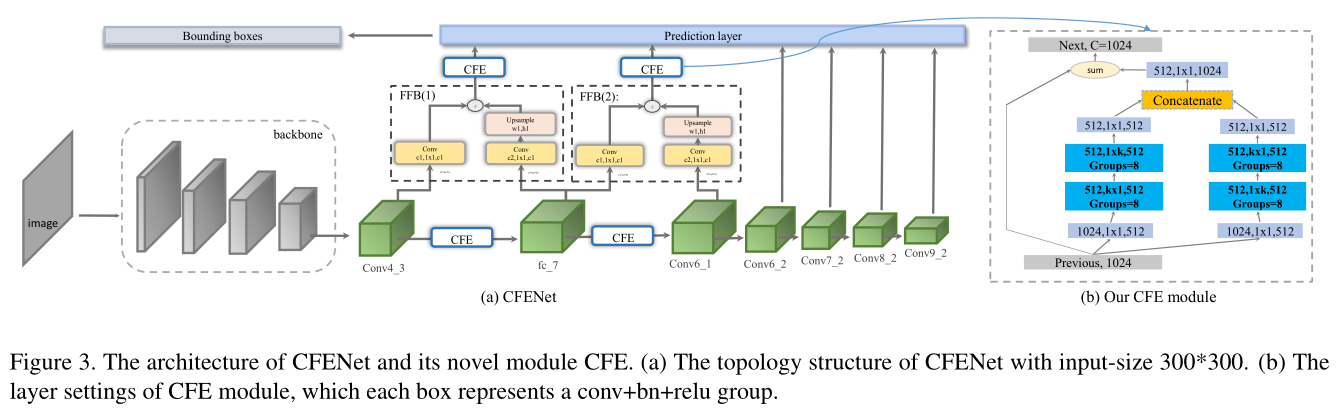 Bounding boxes
Prediction layer
CFE
CFE
FFB(1)
FFB(2):
+
+
Upsample
w1,h1
Upsample
w1,h1
Conv
c1,1x1,c1
Conv
c2,1x1,c1
Conv
c1,1x1,c1
Conv
c2,1x1,c1
backbone
image
CFE
CFE
Conv4_3
fc_7
Conv6_1
Conv6_2
Conv7_2
Conv8_2
Conv9_2
(a) CFENet
Next, C=1024
sum
512,1x1,1024
Concatenate
512,1x1,512
512,1x1,512
512,1xk,512
Groups=8
512,kx1,512
Groups=8
512,kx1,512
Groups=8
512,1xk,512
Groups=8
1024,1x1,512
1024,1x1,512
Previous, 1024
(b) Our CFE module
Figure 3. The architecture of CFENet and its novel module CFE. (a) The topology structure of CFENet with input-size 300*300. (b) The
layer settings of CFE module, which each box represents a conv+bn+relu group.